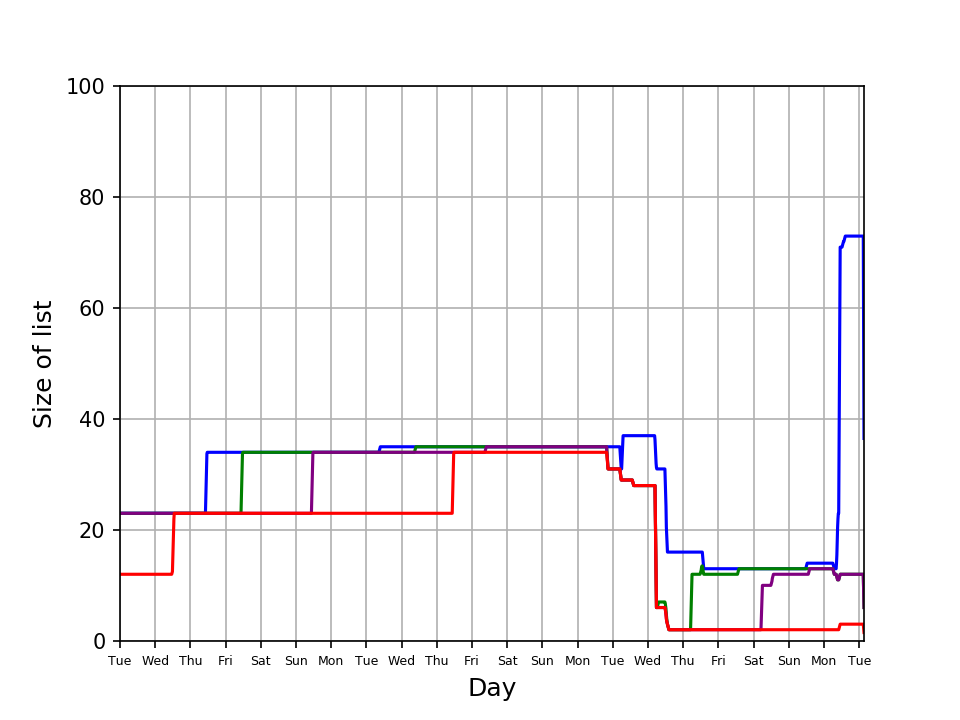 100
80
60
40
20
0
Size of list
Tue Wed Thu Fri Sat Sun Mon Tue Wed Thu Fri Sat Sun Mon Tue Wed Thu Fri Sat Sun Mon Tue
Day